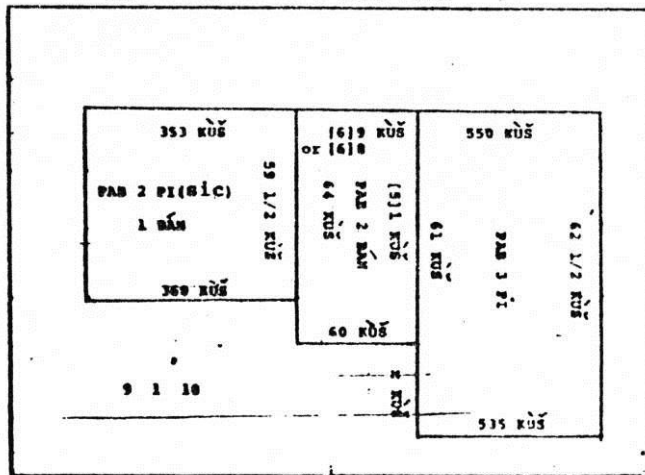 353 KÙŠ
59 1/2 KÙŠ
PAB 2 PI(SIC)
1 BÁN
369 KÙŠ
[6]9 KÙŠ
or [6]8
64 KÙŠ
PAB 2 BÁN
[5]1 KÙŠ
60 KÙŠ
550 KÙŠ
61 KÙŠ
PAB 3 PI
62 1/2 KÙŠ
535 KÙŠ
9 1 10
KÙŠ